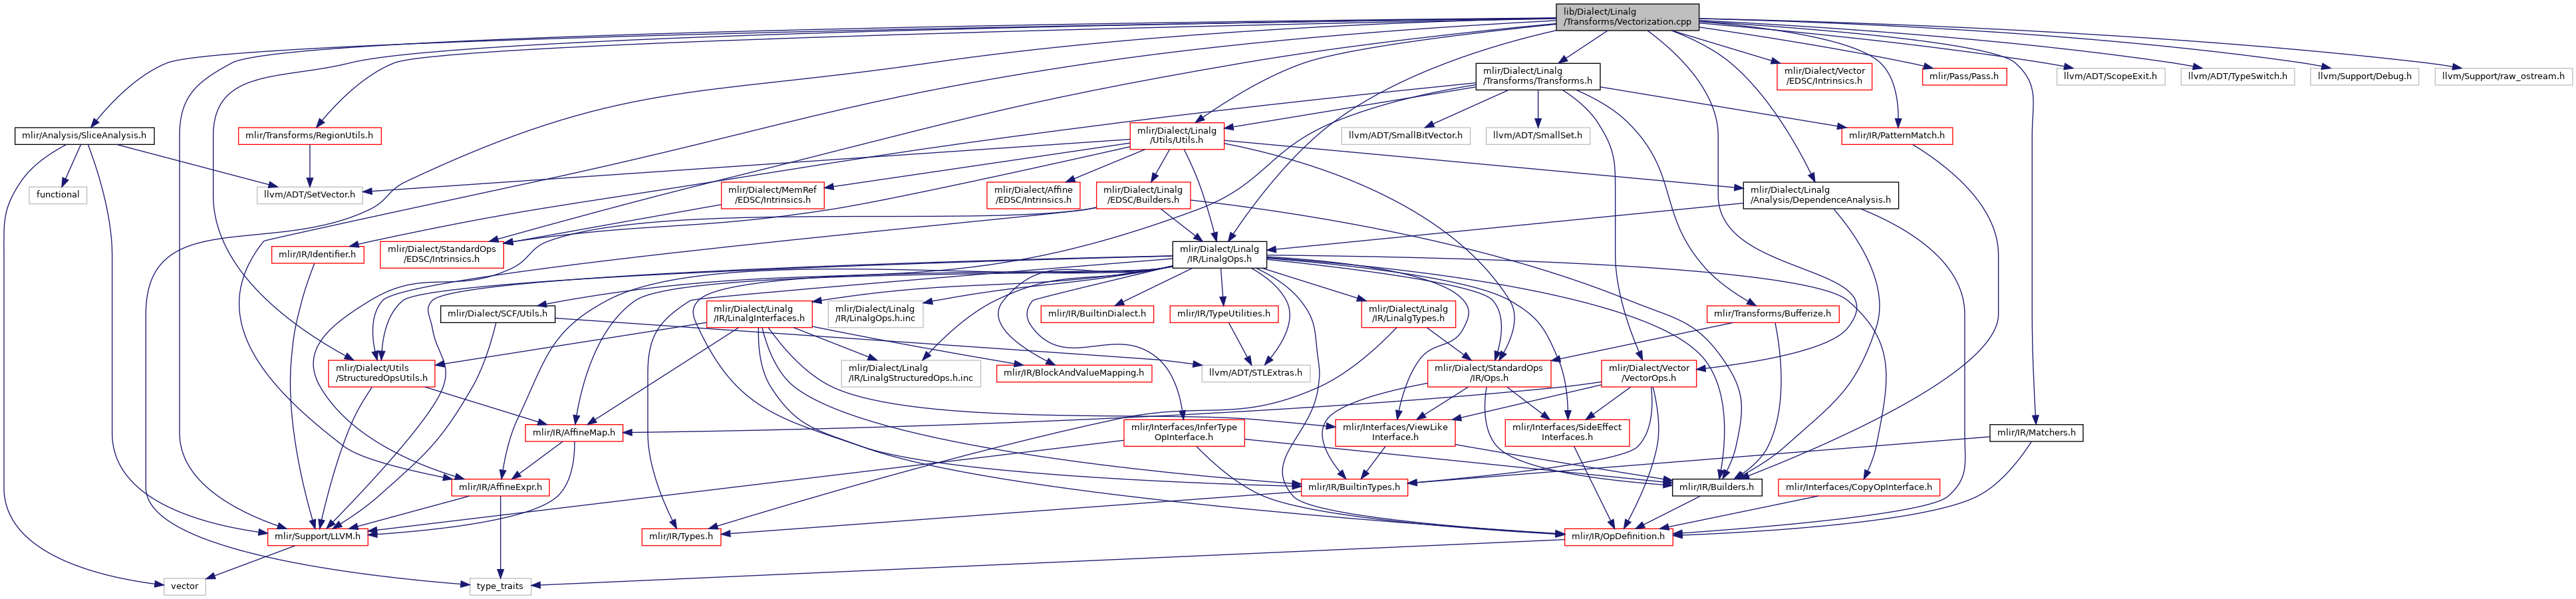 lib/Dialect/Linalg
/Transforms/Vectorization.cpp
mlir/Dialect/Linalg
/Transforms/Transforms.h
mlir/Dialect/Vector
/EDSC/Intrinsics.h
mlir/Pass/Pass.h
llvm/ADT/ScopeExit.h
llvm/ADT/TypeSwitch.h
llvm/Support/Debug.h
llvm/Support/raw_ostream.h
mlir/Analysis/SliceAnalysis.h
mlir/Transforms/RegionUtils.h
mlir/Dialect/Linalg
/Utils/Utils.h
llvm/ADT/SmallBitVector.h
llvm/ADT/SmallSet.h
mlir/IR/PatternMatch.h
functional
llvm/ADT/SetVector.h
mlir/Dialect/MemRef
/EDSC/Intrinsics.h
mlir/Dialect/Affine
/EDSC/Intrinsics.h
mlir/Dialect/Linalg
/EDSC/Builders.h
mlir/Dialect/Linalg
/Analysis/DependenceAnalysis.h
mlir/IR/Identifier.h
mlir/Dialect/StandardOps
/EDSC/Intrinsics.h
mlir/Dialect/Linalg
/IR/LinalgOps.h
mlir/Dialect/SCF/Utils.h
mlir/Dialect/Linalg
/IR/LinalgInterfaces.h
mlir/Dialect/Linalg
/IR/LinalgOps.h.inc
mlir/IR/BuiltinDialect.h
mlir/IR/TypeUtilities.h
mlir/Dialect/Linalg
/IR/LinalgTypes.h
mlir/Transforms/Bufferize.h
mlir/Dialect/Utils
/StructuredOpsUtils.h
mlir/Dialect/Linalg
/IR/LinalgStructuredOps.h.inc
mlir/IR/BlockAndValueMapping.h
llvm/ADT/STLExtras.h
mlir/Dialect/StandardOps
/IR/Ops.h
mlir/Dialect/Vector
/VectorOps.h
mlir/IR/AffineMap.h
mlir/Interfaces/InferType
OpInterface.h
mlir/Interfaces/ViewLike
Interface.h
mlir/Interfaces/SideEffect
Interfaces.h
mlir/IR/Matchers.h
mlir/IR/AffineExpr.h
mlir/IR/BuiltinTypes.h
mlir/IR/Builders.h
mlir/Interfaces/CopyOpInterface.h
mlir/Support/LLVM.h
mlir/IR/Types.h
mlir/IR/OpDefinition.h
vector
type_traits